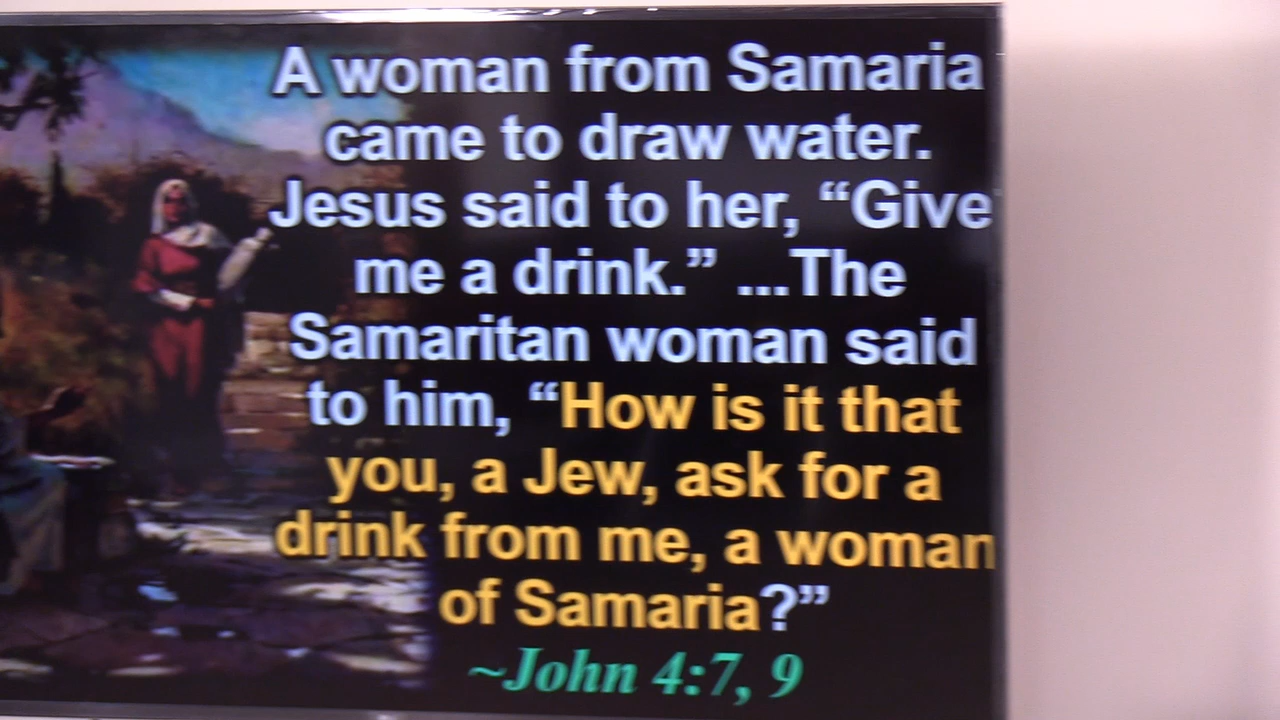 A woman from Samaria
came to draw water.
Jesus said to her, “Give
me a drink.” ...The
Samaritan woman said
to him, “How is it that
you, a Jew, ask for a
drink from me, a woman
of Samaria?”
~John 4:7, 9